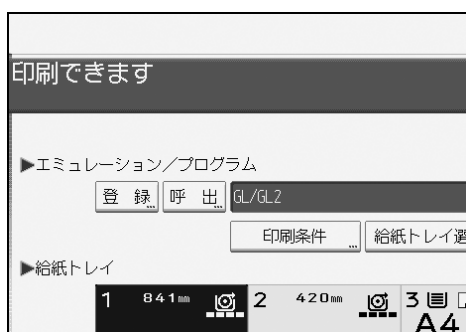 印刷できます
▶エミュレーション／プログラム
登 録 呼 出 GL/GL2
印刷条件 給紙トレイ選
▶給紙トレイ
1 841mm 2 420mm 3
A4